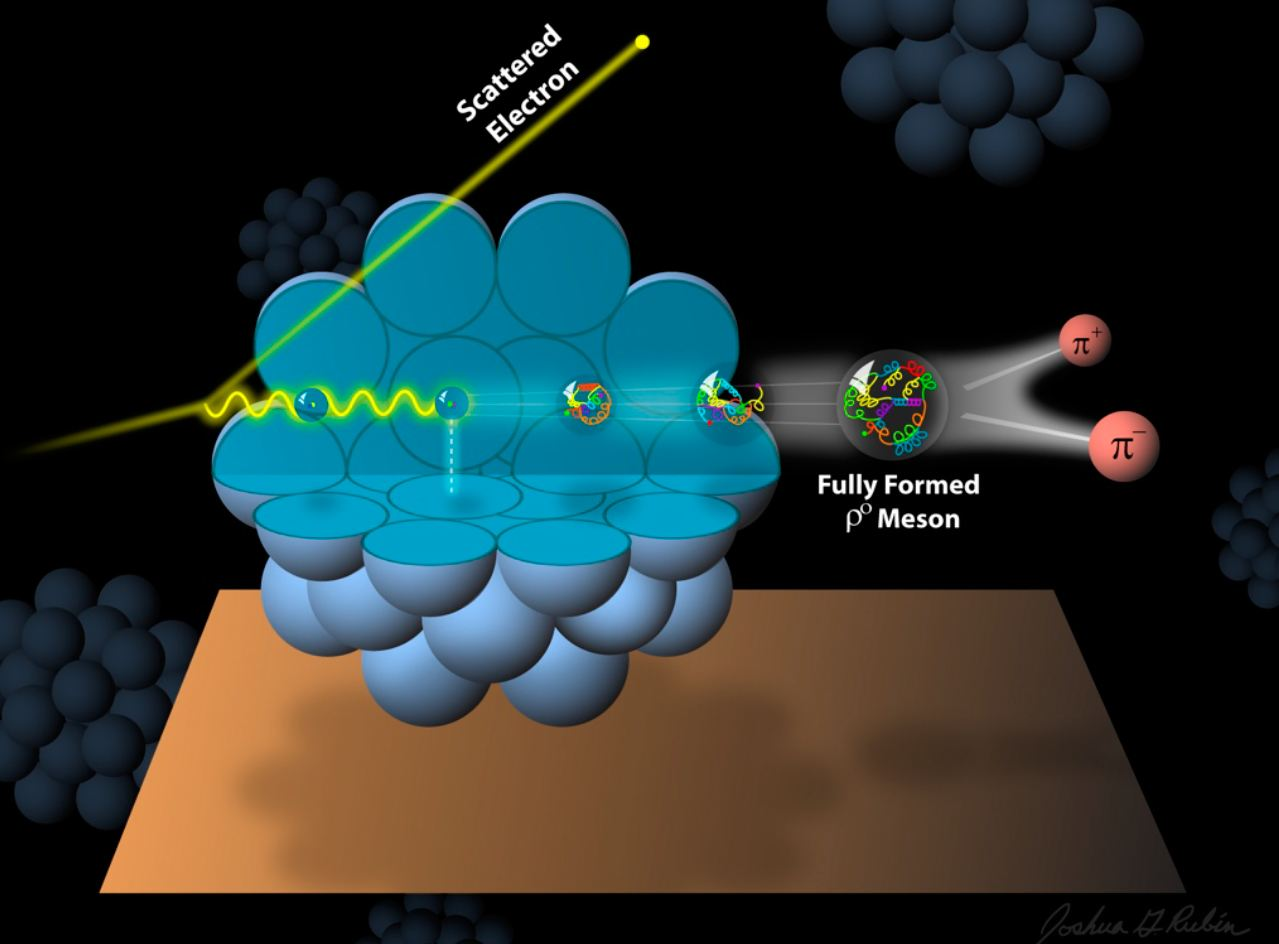 Scattered
Electron
π+
π−
Fully Formed
ρ⁰ Meson
Joshua G Rubin